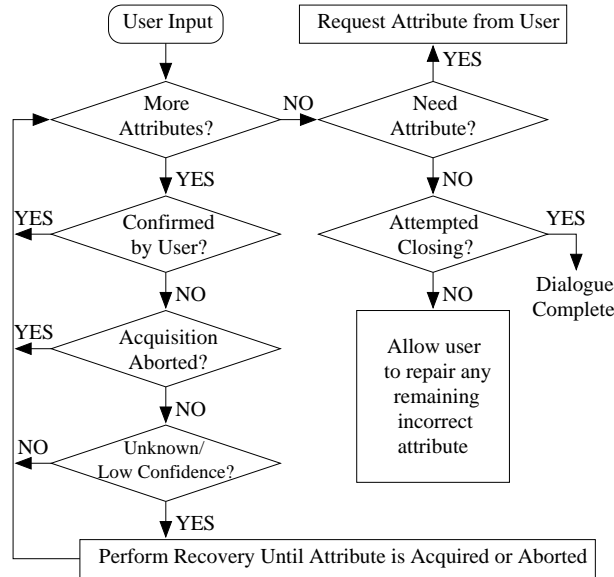 User Input
Request Attribute from User
YES
More
Attributes?
NO
Need
Attribute?
YES
NO
YES
Confirmed
by User?
Attempted
Closing?
YES
NO
NO
Dialogue
Complete
YES
Acquisition
Aborted?
Allow user
to repair any
remaining
incorrect
attribute
NO
NO
Unknown/
Low Confidence?
YES
Perform Recovery Until Attribute is Acquired or Aborted